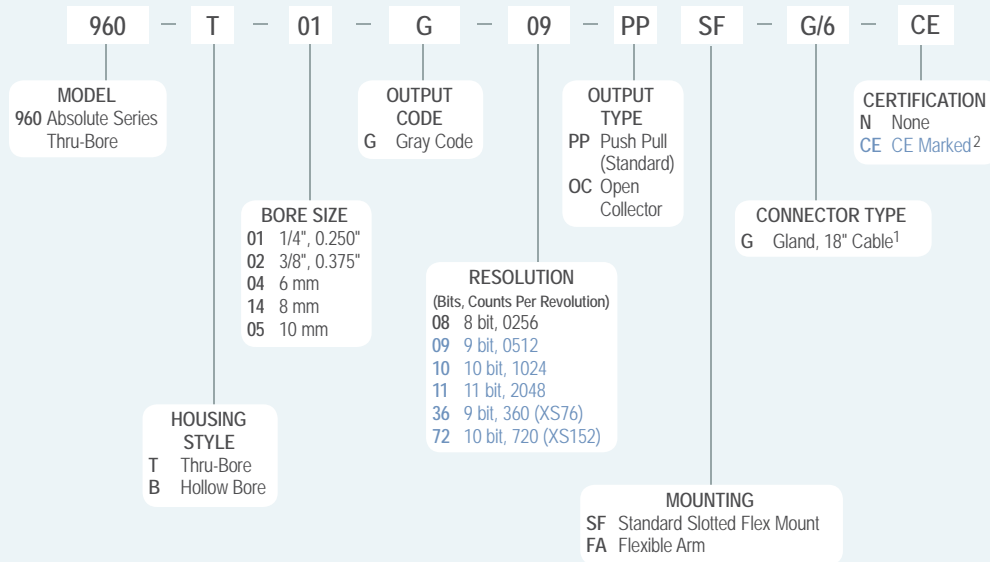 960 – T – 01 – G – 09 – PP SF – G/6 – CE
MODEL
960 Absolute Series
Thru-Bore
HOUSING
STYLE
T Thru-Bore
B Hollow Bore
BORE SIZE
01 1/4", 0.250"
02 3/8", 0.375"
04 6 mm
14 8 mm
05 10 mm
OUTPUT
CODE
G Gray Code
RESOLUTION
(Bits, Counts Per Revolution)
08 8 bit, 0256
09 9 bit, 0512
10 10 bit, 1024
11 11 bit, 2048
36 9 bit, 360 (XS76)
72 10 bit, 720 (XS152)
OUTPUT
TYPE
PP Push Pull
(Standard)
OC Open
Collector
MOUNTING
SF Standard Slotted Flex Mount
FA Flexible Arm
CONNECTOR TYPE
G Gland, 18" Cable1
CERTIFICATION
N None
CE CE Marked2